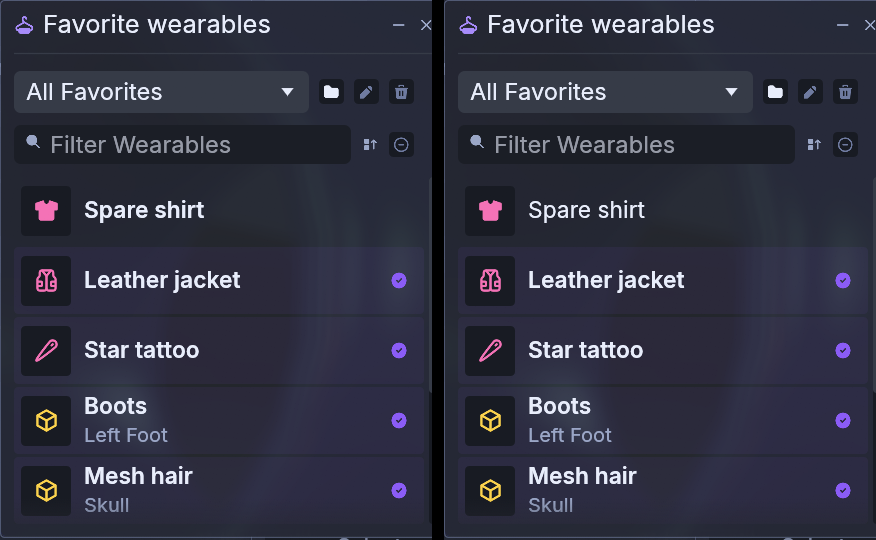 Favorite wearables
All Favorites
Filter Wearables
Spare shirt
Leather jacket
Star tattoo
Boots
Left Foot
Mesh hair
Skull
Favorite wearables
All Favorites
Filter Wearables
Spare shirt
Leather jacket
Star tattoo
Boots
Left Foot
Mesh hair
Skull